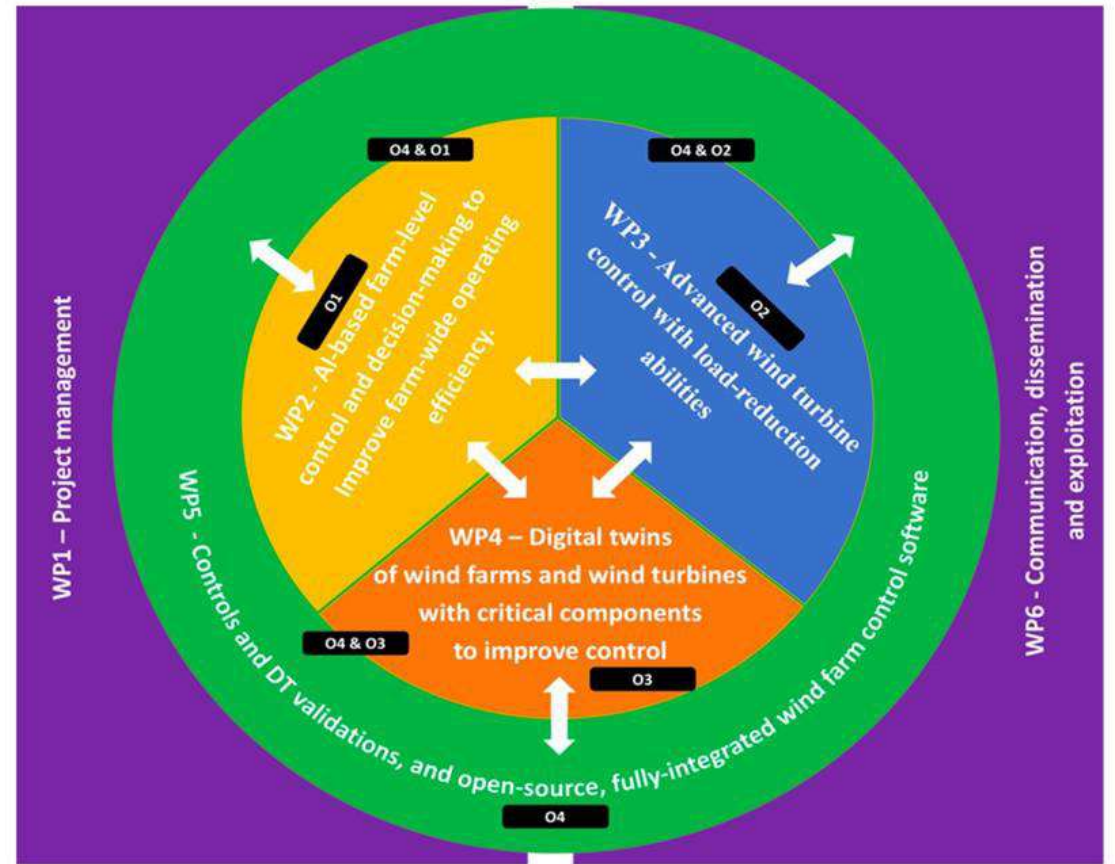 WP1 – Project management
O4 & O1
O1
WP2 - AI-based farm-level
control and decision-making to
Improve farm-wide operating
efficiency.
O4 & O2
O2
WP3 - Advanced wind turbine
control with load-reduction
abilities
WP4 – Digital twins
of wind farms and wind turbines
with critical components
to improve control
O4 & O3
O3
WP5 - Controls and DT validations, and open-source, fully-integrated wind farm control software
O4
WP6 - Communication, dissemination
and exploitation